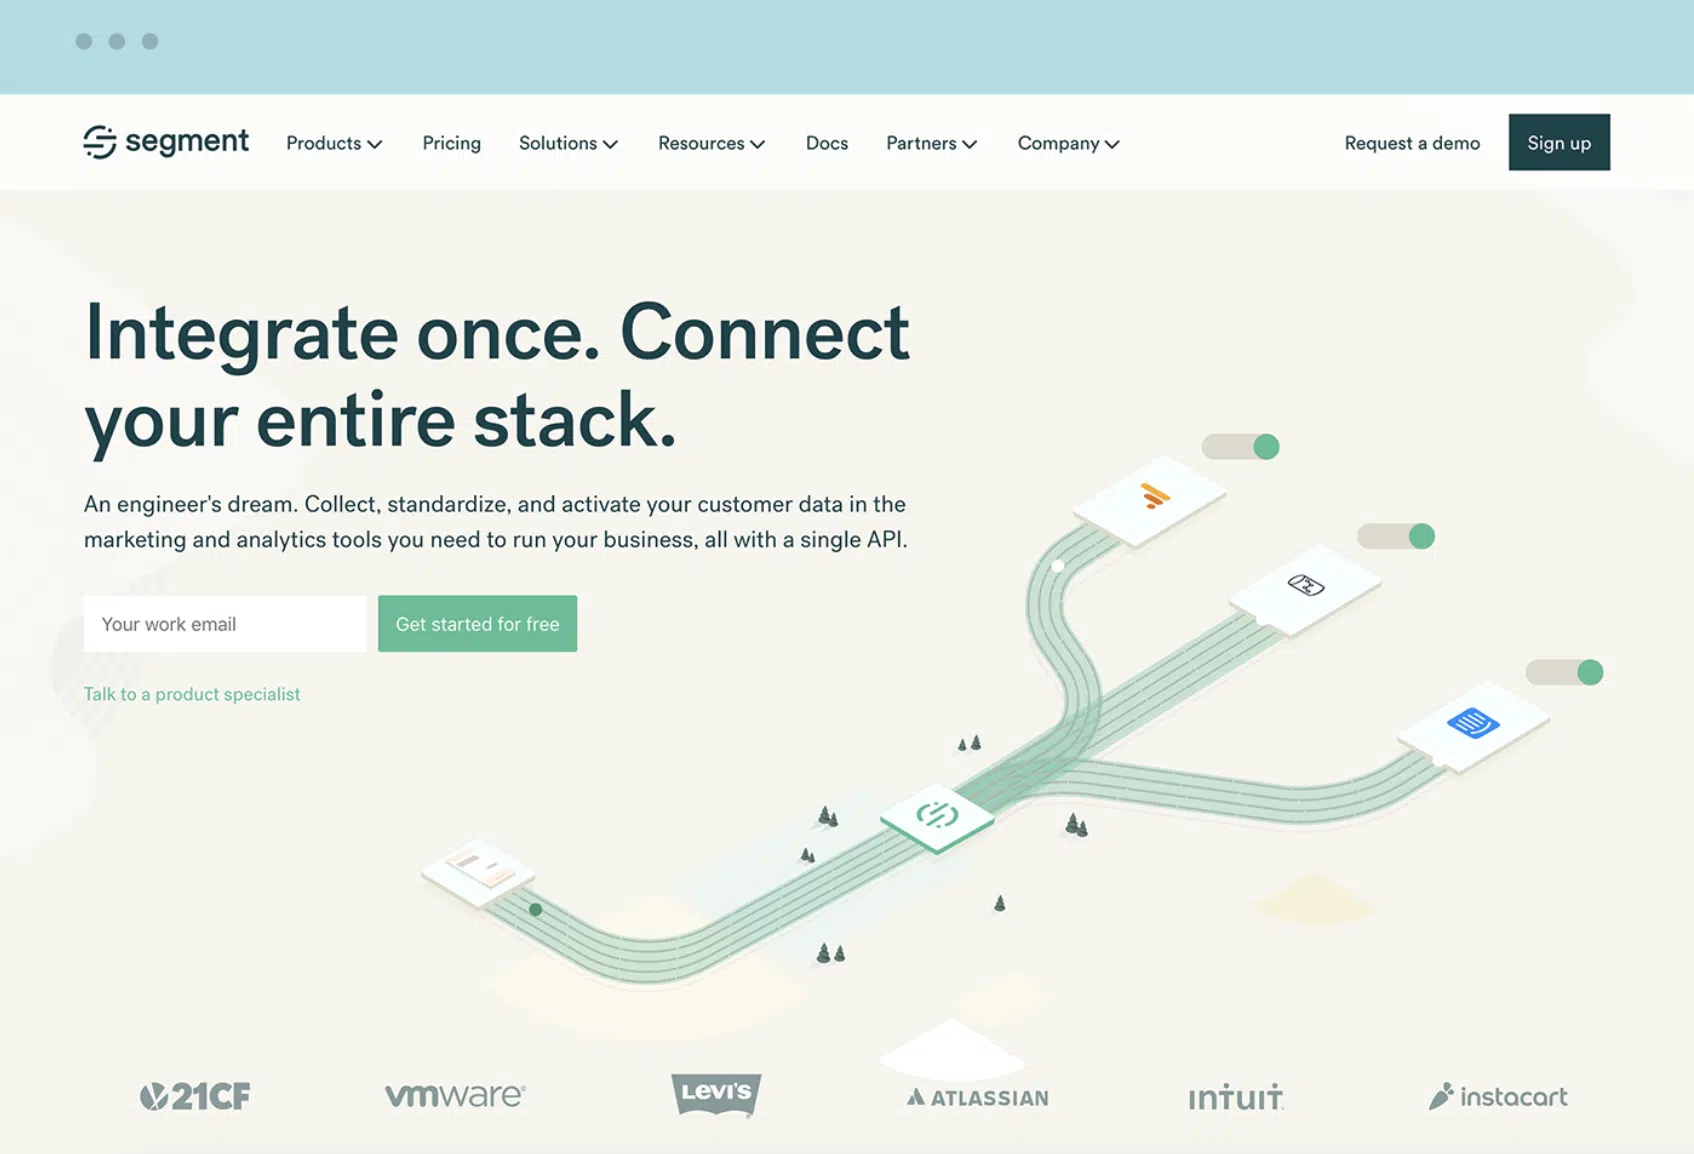 segment
Products
Pricing
Solutions
Resources
Docs
Partners
Company
Request a demo
Sign up
Integrate once. Connect
your entire stack.
An engineer's dream. Collect, standardize, and activate your customer data in the
marketing and analytics tools you need to run your business, all with a single API.
Your work email
Get started for free
Talk to a product specialist
21CF
vmware®
LEVI'S
ATLASSIAN
intuit
instacart